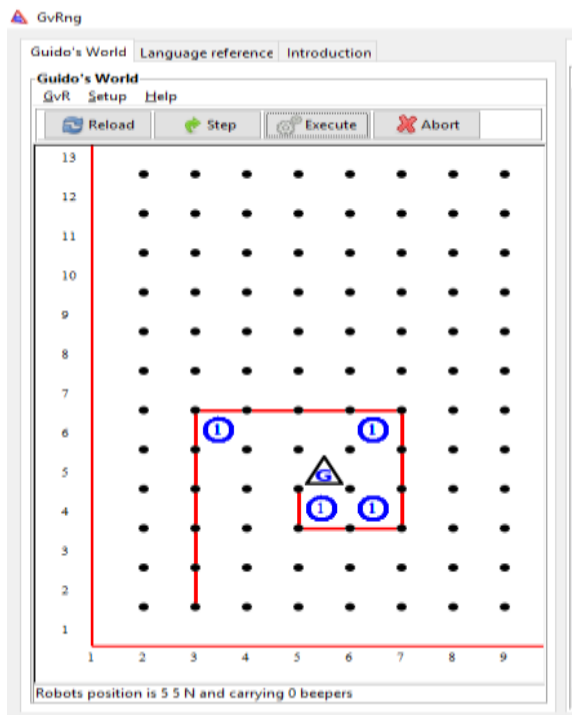 GvRng
Guido's World Language reference Introduction
Guido's World
GvR Setup Help
Reload Step Execute Abort
13
12
11
10
9
8
7
6 1 1
5 G
4 1 1
3
2
1
1 2 3 4 5 6 7 8 9
Robots position is 5 5 N and carrying 0 beepers